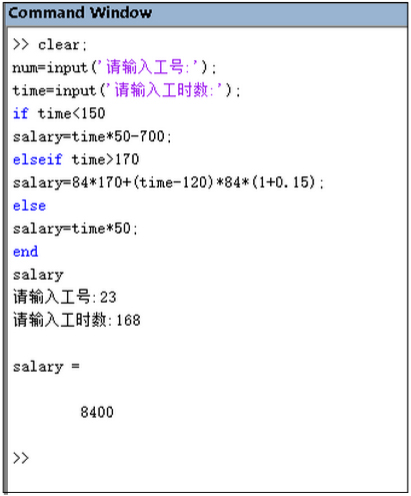 Command Window
>> clear;
num=input('请输入工号:');
time=input('请输入工时数:');
if time<150
salary=time*50-700;
elseif time>170
salary=84*170+(time-120)*84*(1+0.15);
else
salary=time*50;
end
salary
请输入工号:23
请输入工时数:168
salary =
8400
>>